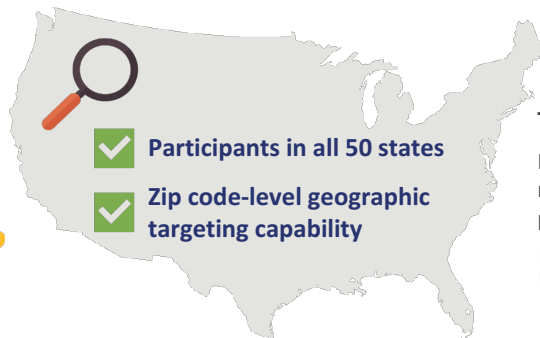 Participants in all 50 states
Zip code-level geographic
targeting capability